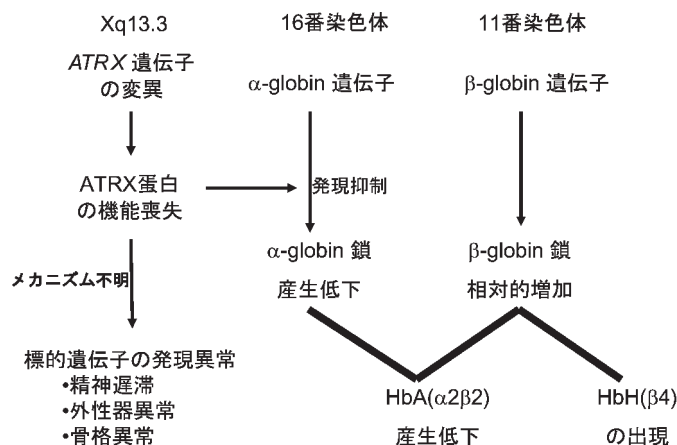 Xq13.3
ATRX 遺伝子
の変異
ATRX蛋白
の機能喪失
メカニズム不明
標的遺伝子の発現異常
•精神遅滞
•外性器異常
•骨格異常
16番染色体
α-globin 遺伝子
発現抑制
α-globin 鎖
産生低下
11番染色体
β-globin 遺伝子
β-globin 鎖
相対的増加
HbA(α2β2)
産生低下
HbH(β4)
の出現